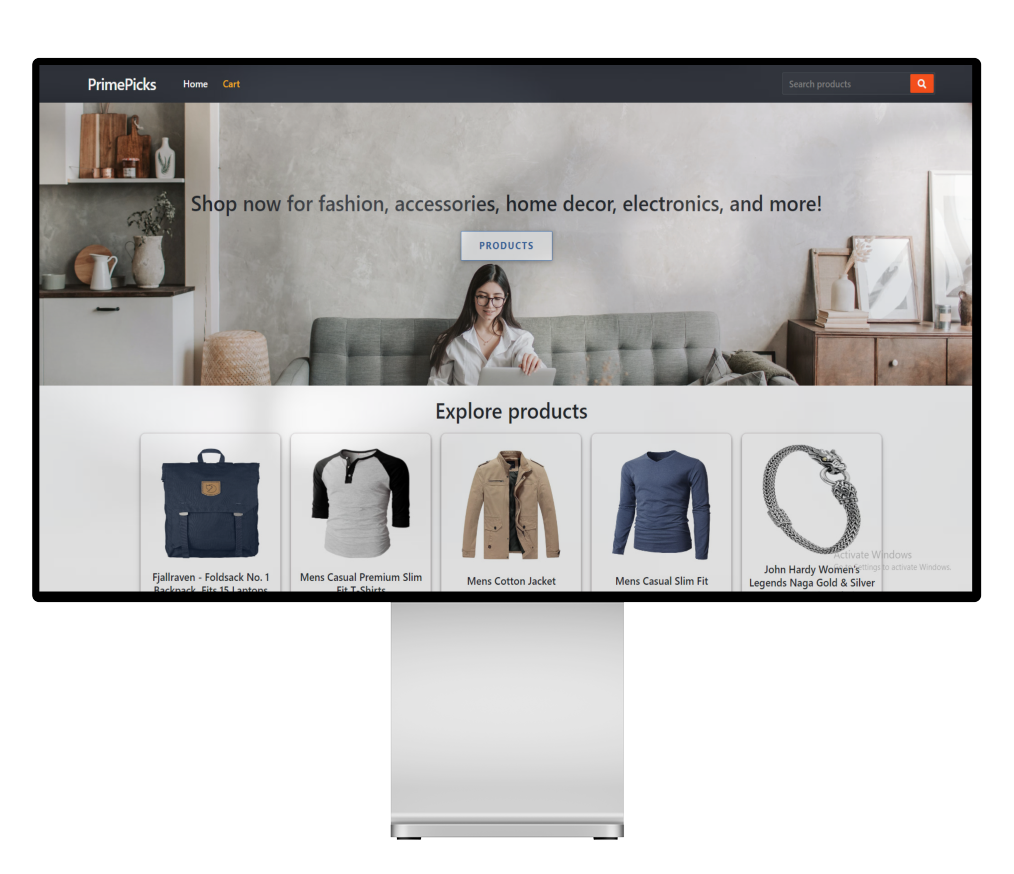 PrimePicks Home Cart Search products
Shop now for fashion, accessories, home decor, electronics, and more!
PRODUCTS
Explore products
Fjallraven - Foldsack No. 1
Backpack, Fits 15 Laptops
Mens Casual Premium Slim
Fit T-Shirts
Mens Cotton Jacket
Mens Casual Slim Fit
John Hardy Women's
Legends Naga Gold & Silver
Activate Windows
Go to Settings to activate Windows.